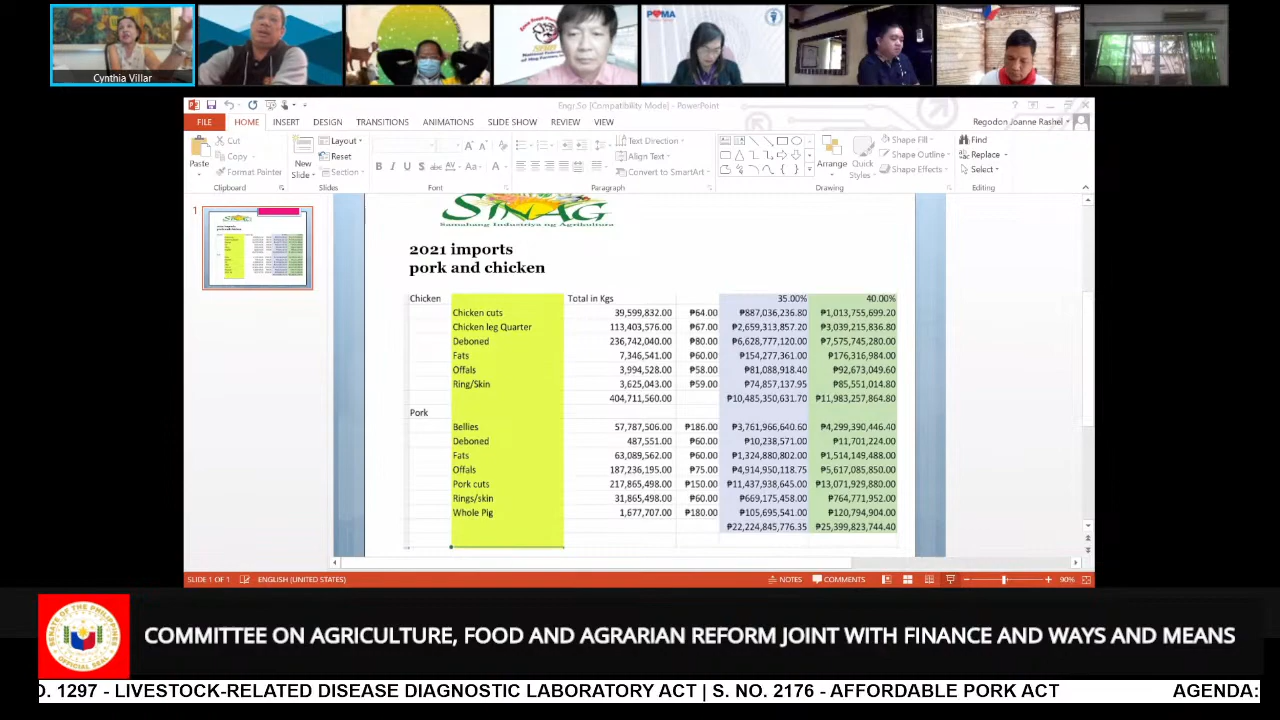 Cynthia Villar
POMA
Engr.So [Compatibility Mode] - PowerPoint
FILE HOME INSERT DESIGN TRANSITIONS ANIMATIONS SLIDE SHOW REVIEW VIEW Regodon Joanne Rashel
Paste Cut Copy Format Painter
Clipboard
New Slide Layout Reset Section
Slides
Font
Text Direction Align Text Convert to SmartArt
Paragraph
Arrange Quick Styles Shape Fill Shape Outline Shape Effects
Drawing
Find Replace Select
Editing
1
SINAG
Samahang Industriya ng Agrikultura
2021 imports
pork and chicken
Chicken Total in Kgs 35.00% 40.00%
Chicken cuts 39,599,832.00 ₱64.00 ₱887,036,236.80 ₱1,013,755,699.20
Chicken leg Quarter 113,403,576.00 ₱67.00 ₱2,659,313,857.20 ₱3,039,215,836.80
Deboned 236,742,040.00 ₱80.00 ₱6,628,777,120.00 ₱7,575,745,280.00
Fats 7,346,541.00 ₱60.00 ₱154,277,361.00 ₱176,316,984.00
Offals 3,994,528.00 ₱58.00 ₱81,088,918.40 ₱92,673,049.60
Ring/Skin 3,625,043.00 ₱59.00 ₱74,857,137.95 ₱85,551,014.80
404,711,560.00 ₱10,485,350,631.70 ₱11,983,257,864.80
Pork
Bellies 57,787,506.00 ₱186.00 ₱3,761,966,640.60 ₱4,299,390,446.40
Deboned 487,551.00 ₱60.00 ₱10,238,571.00 ₱11,701,224.00
Fats 63,089,562.00 ₱60.00 ₱1,324,880,802.00 ₱1,514,149,488.00
Offals 187,236,195.00 ₱75.00 ₱4,914,950,118.75 ₱5,617,085,850.00
Pork cuts 217,865,498.00 ₱150.00 ₱11,437,938,645.00 ₱13,071,929,880.00
Rings/skin 31,865,498.00 ₱60.00 ₱669,175,458.00 ₱764,771,952.00
Whole Pig 1,677,707.00 ₱180.00 ₱105,695,541.00 ₱120,794,904.00
₱22,224,845,776.35 ₱25,399,823,744.40
SLIDE 1 OF 1 ENGLISH (UNITED STATES) NOTES COMMENTS 90%
SENATE OF THE PHILIPPINES
OFFICIAL SEAL
COMMITTEE ON AGRICULTURE, FOOD AND AGRARIAN REFORM JOINT WITH FINANCE AND WAYS AND MEANS
O. 1297 - LIVESTOCK-RELATED DISEASE DIAGNOSTIC LABORATORY ACT | S. NO. 2176 - AFFORDABLE PORK ACT AGENDA: